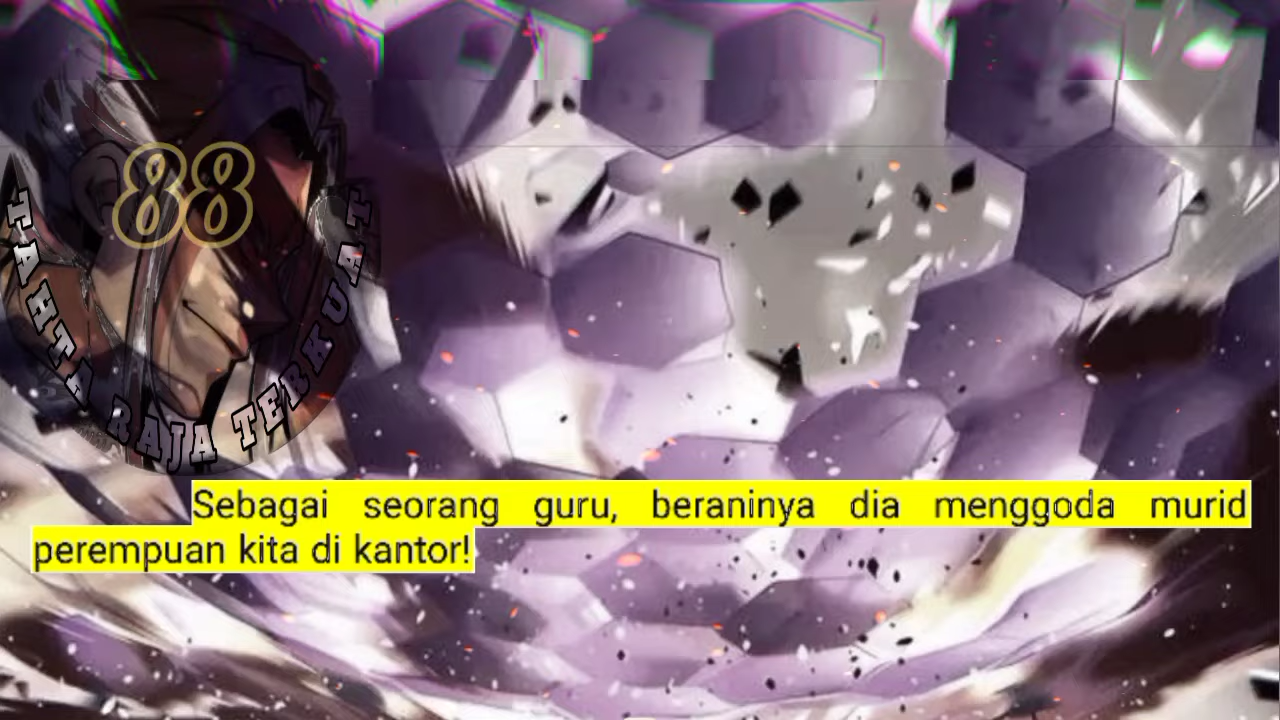 88
TAHTA RAJA TERKUAT
Sebagai seorang guru, beraninya dia menggoda murid
perempuan kita di kantor!